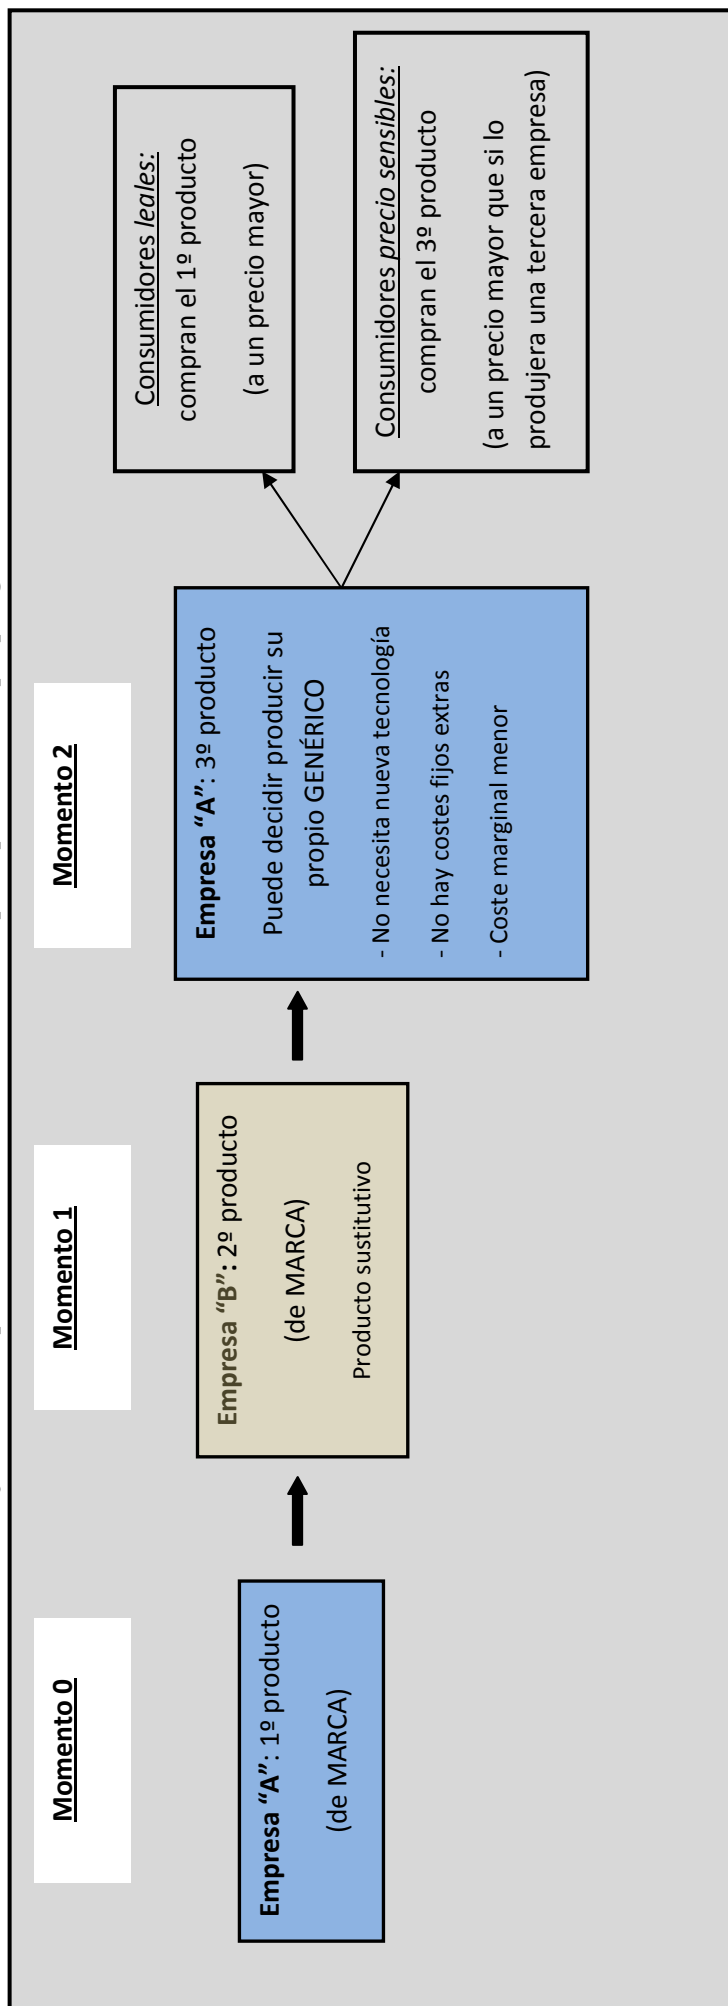 Momento 0
Empresa “A”: 1º producto
(de MARCA)
Momento 1
Empresa “B”: 2º producto
(de MARCA)
Producto sustitutivo
Momento 2
Empresa “A”: 3º producto
Puede decidir producir su
propio GENÉRICO
- No necesita nueva tecnología
- No hay costes fijos extras
- Coste marginal menor
Consumidores leales:
compran el 1º producto
(a un precio mayor)
Consumidores precio sensibles:
compran el 3º producto
(a un precio mayor que si lo
produjera una tercera empresa)